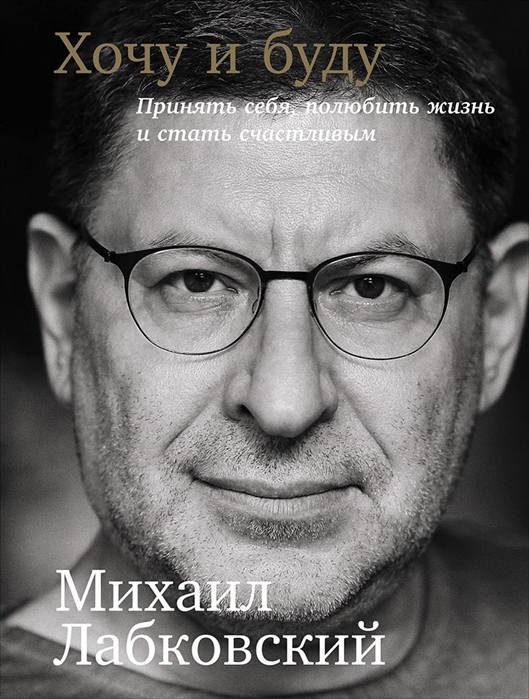 Хочу и буду
Принять себя, полюбить жизнь
и стать счастливым
Михаил
Лабковский